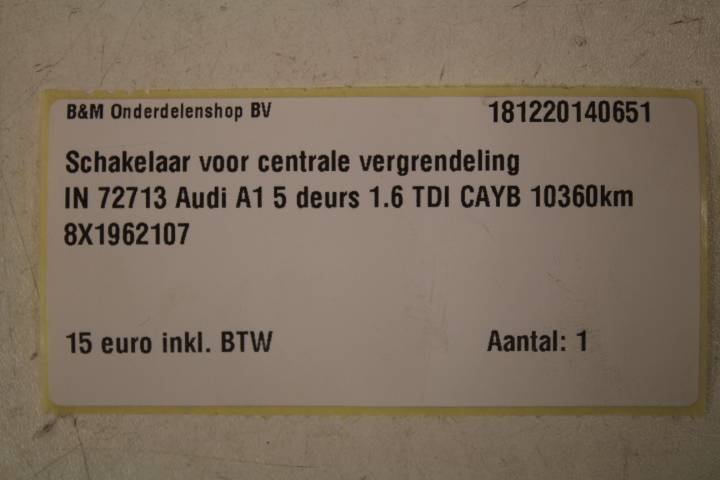 B&M Onderdelenshop BV 181220140651
Schakelaar voor centrale vergrendeling
IN 72713 Audi A1 5 deurs 1.6 TDI CAYB 10360km
8X1962107
15 euro inkl. BTW Aantal: 1